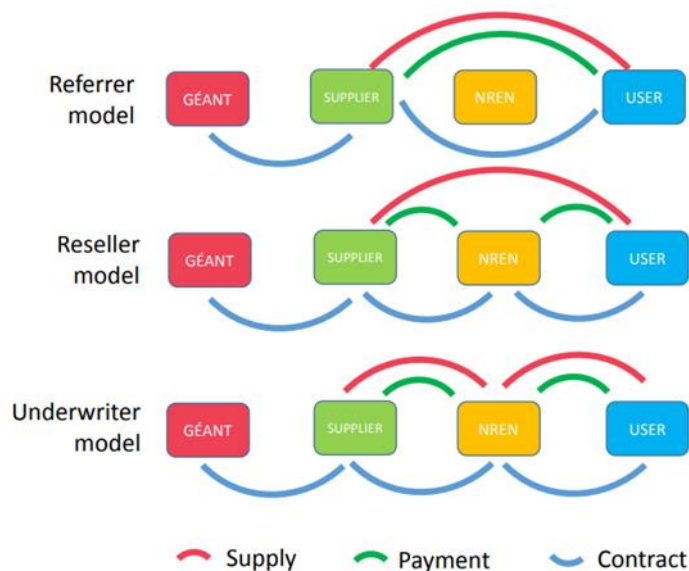 Referrer
model
GÉANT
SUPPLIER
NREN
USER
Reseller
model
GÉANT
SUPPLIER
NREN
USER
Underwriter
model
GÉANT
SUPPLIER
NREN
USER
Supply
Payment
Contract